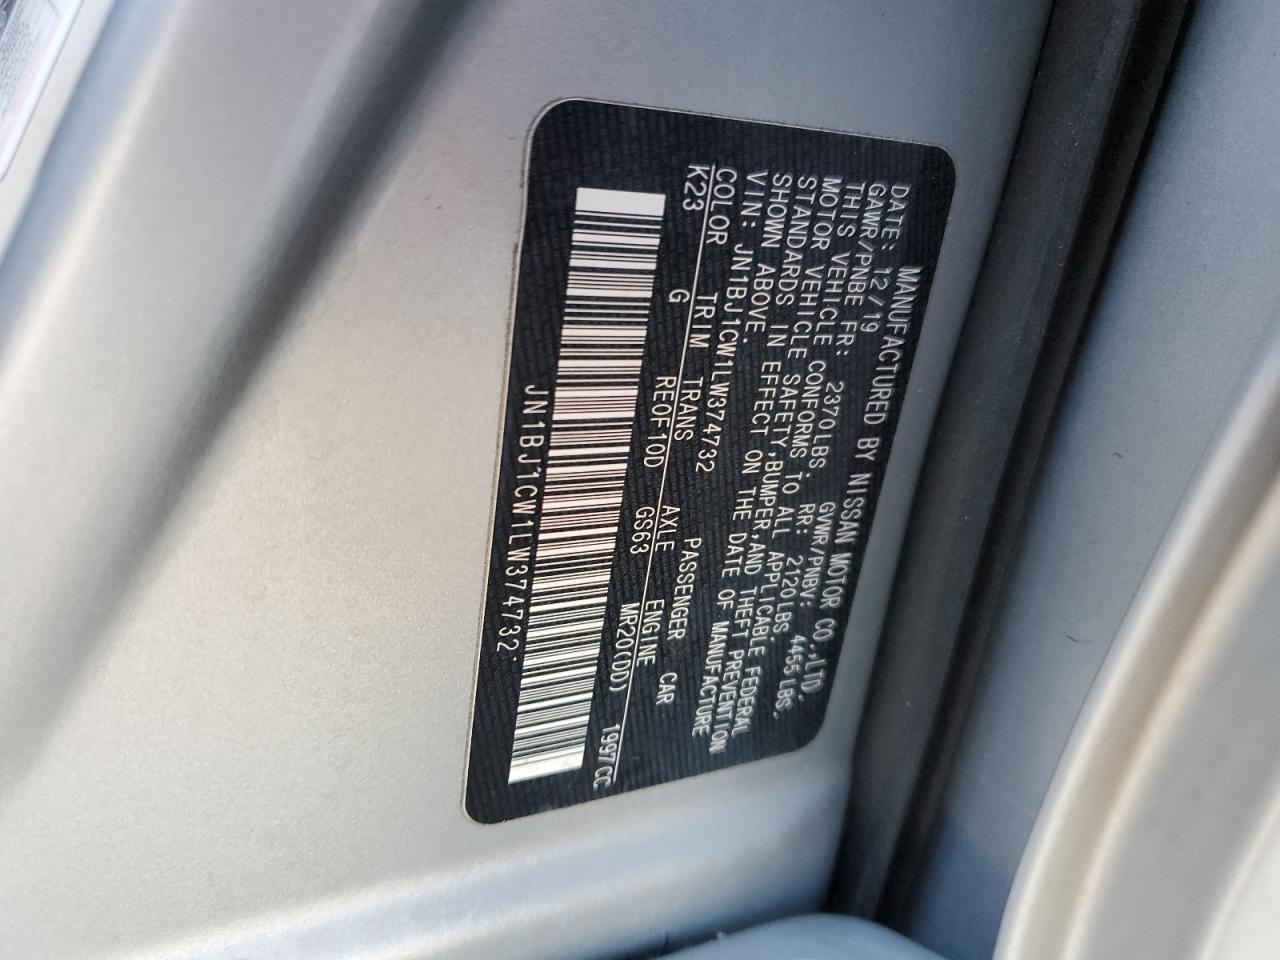 MANUFACTURED BY NISSAN MOTOR CO.,LTD.
DATE: 12/19 GVWR/PNBV: 4455LBS.
GAWR/PNBE FR: 2370LBS. RR: 2120LBS.
THIS VEHICLE CONFORMS TO ALL APPLICABLE FEDERAL
MOTOR VEHICLE SAFETY,BUMPER,AND THEFT PREVENTION
STANDARDS IN EFFECT ON THE DATE OF MANUFACTURE
SHOWN ABOVE.
VIN: JN1BJ1CW1LW374732 PASSENGER CAR
COLOR TRIM TRANS AXLE ENGINE
K23 G RE0F10D GS63 MR20(DD) 1997CC
JN1BJ1CW1LW374732